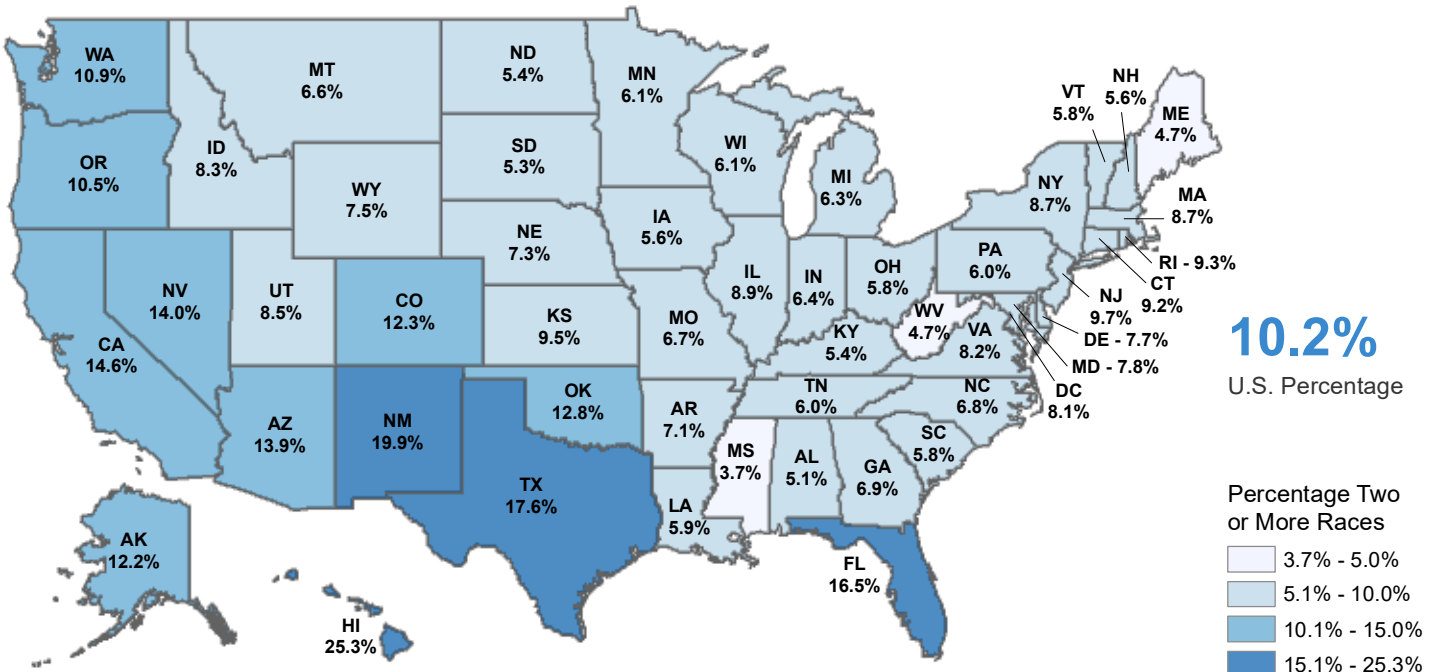 WA
10.9%
MT
6.6%
ND
5.4%
MN
6.1%
VT
5.8%
NH
5.6%
ME
4.7%
OR
10.5%
ID
8.3%
SD
5.3%
WI
6.1%
MI
6.3%
NY
8.7%
MA
8.7%
WY
7.5%
IA
5.6%
NE
7.3%
PA
6.0%
RI - 9.3%
CT
9.2%
NV
14.0%
UT
8.5%
CO
12.3%
IL
8.9%
IN
6.4%
OH
5.8%
NJ
9.7%
CA
14.6%
KS
9.5%
MO
6.7%
KY
5.4%
WV
4.7%
VA
8.2%
DE - 7.7%
MD - 7.8%
DC
8.1%
10.2%
U.S. Percentage
AZ
13.9%
NM
19.9%
OK
12.8%
AR
7.1%
TN
6.0%
NC
6.8%
SC
5.8%
MS
3.7%
AL
5.1%
GA
6.9%
TX
17.6%
LA
5.9%
AK
12.2%
FL
16.5%
HI
25.3%
Percentage Two
or More Races
3.7% - 5.0%
5.1% - 10.0%
10.1% - 15.0%
15.1% - 25.3%